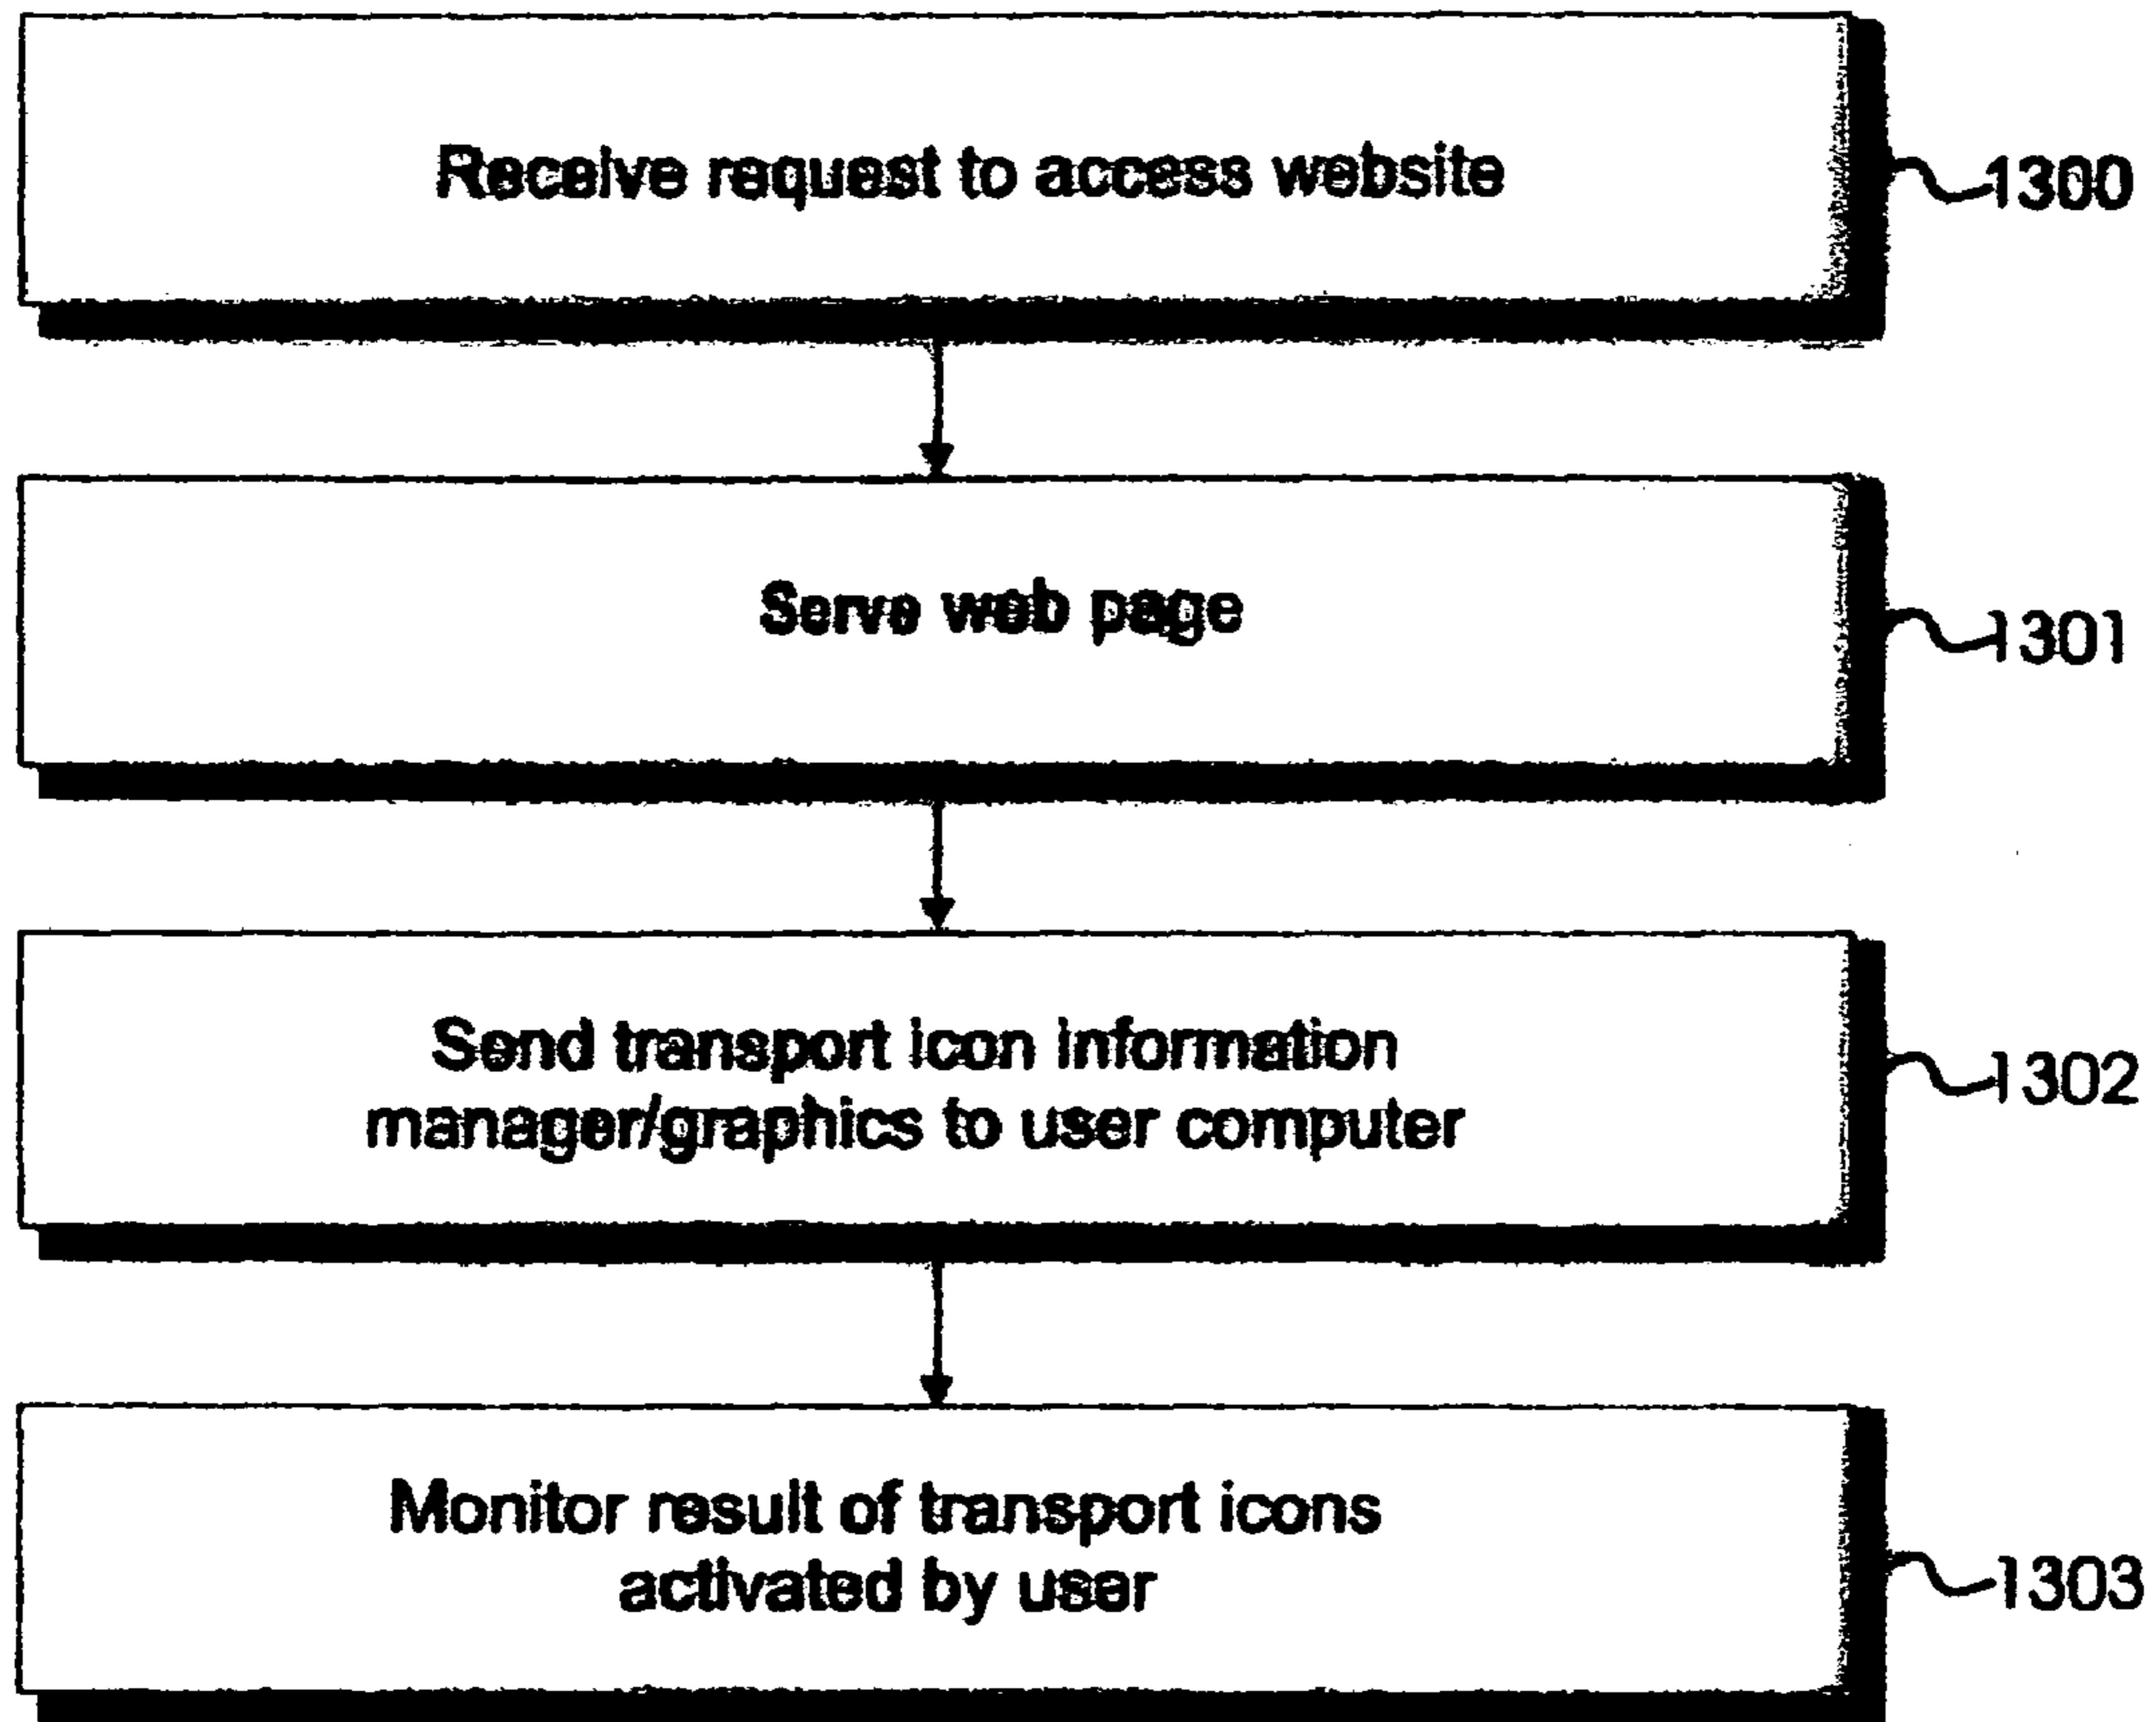 Receive request to access website
1300
Serve web page
1301
Send transport icon information
manager/graphics to user computer
1302
Monitor result of transport icons
activated by user
1303